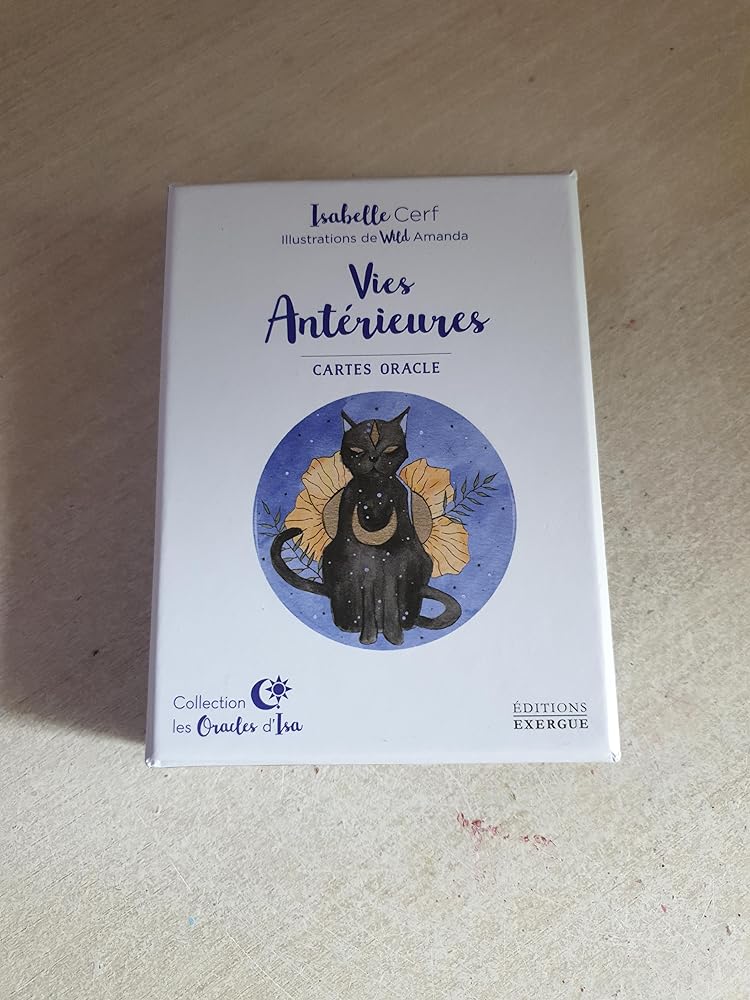 Isabelle Cerf
Illustrations de Wild Amanda
Vies
Antérieures
CARTES ORACLE
Collection
les Oracles d'Isa
ÉDITIONS
EXERGUE